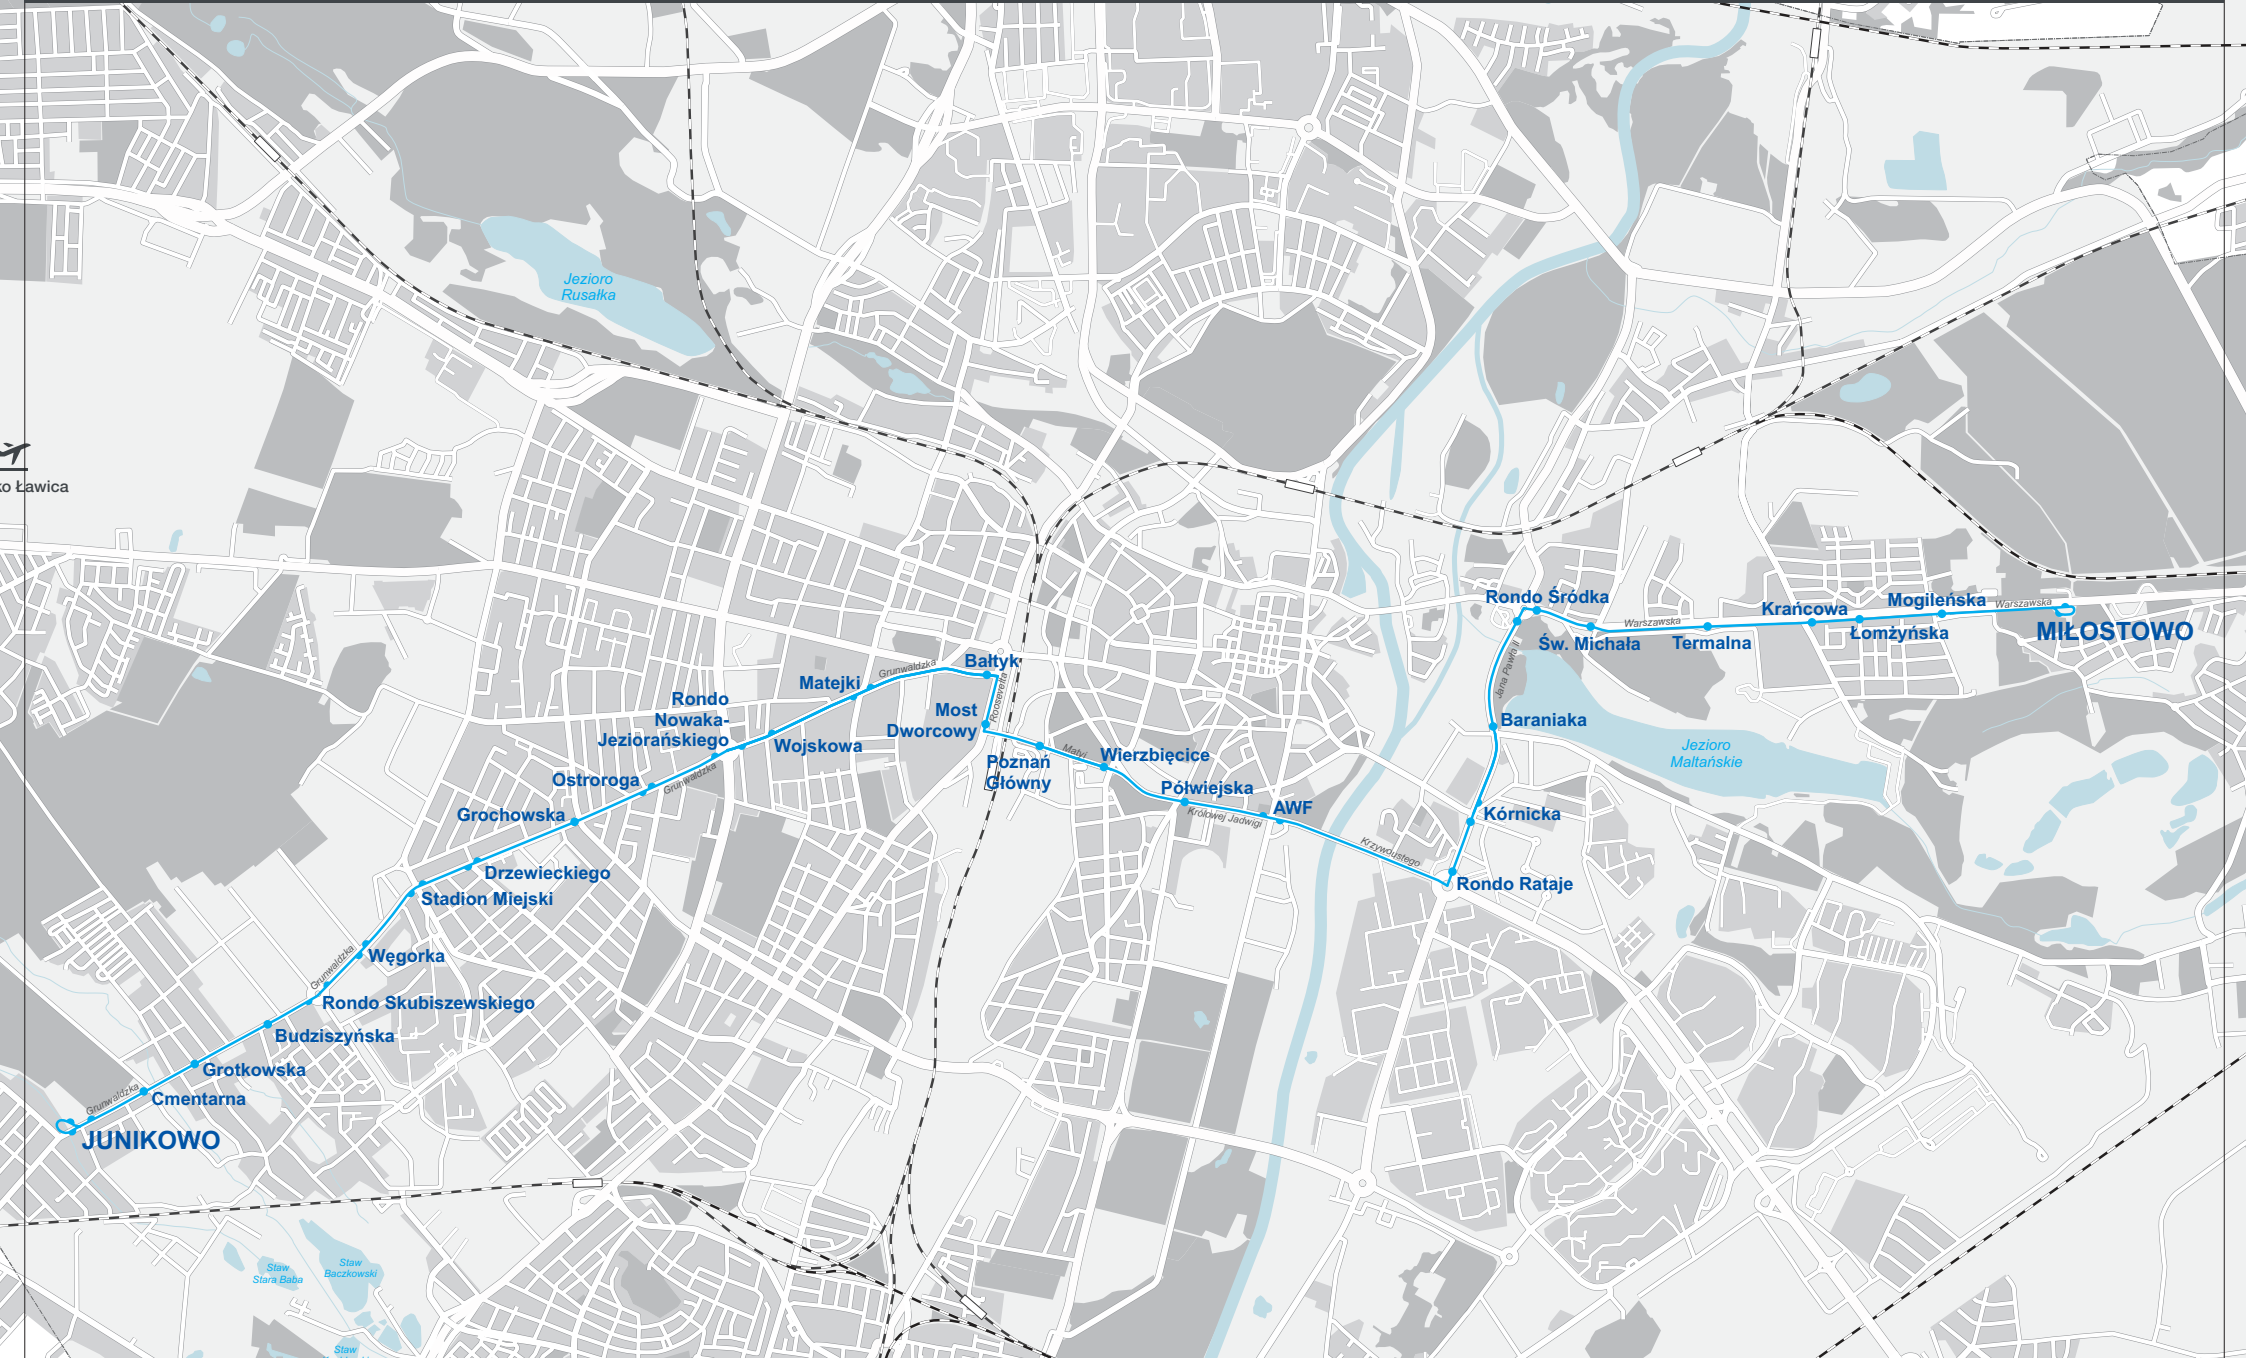 Jezioro
Rusałka
ko Ławica
Rondo Śródka
Krańcowa
Mogileńska
Warszawska
Warszawska
Łomżyńska
MIŁOSTOWO
Św. Michała
Termalna
Jana Pawła II
Bałtyk
Grunwaldzka
Matejki
Rondo
Nowaka-
Jeziorańskiego
Most
Dworcowy
Roosevelta
Baraniaka
Jezioro
Maltańskie
Wojskowa
Matyi
Poznań
Główny
Wierzbięcice
Ostroroga
Grunwaldzka
Półwiejska
Królowej Jadwigi
AWF
Grochowska
Kórnicka
Krzywoustego
Drzewieckiego
Rondo Rataje
Stadion Miejski
Węgorka
Grunwaldzka
Rondo Skubiszewskiego
Budziszyńska
Grotkowska
Grunwaldzka
Cmentarna
JUNIKOWO
Staw
Stara Baba
Staw
Baczkowski
Staw